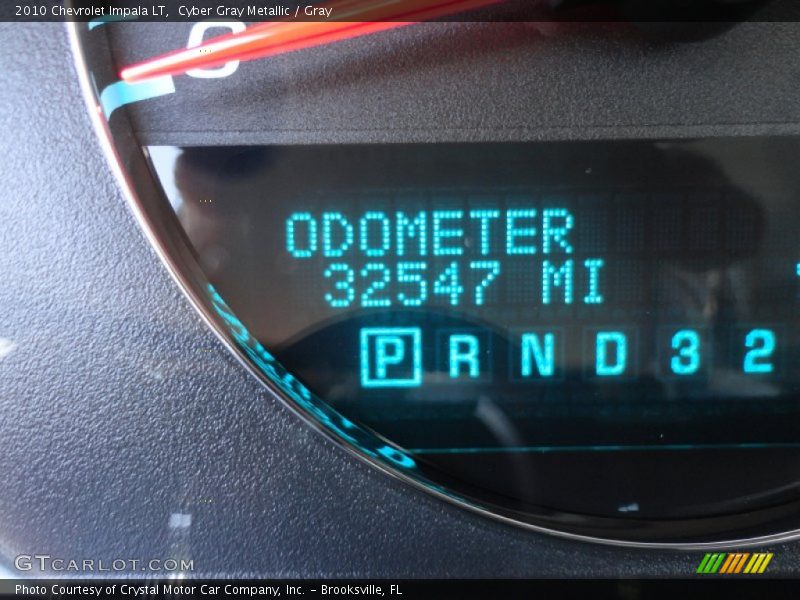 2010 Chevrolet Impala LT, Cyber Gray Metallic / Gray
C
ODOMETER
32547 MI
P R N D 3 2
GTCARLOT.COM
Photo Courtesy of Crystal Motor Car Company, Inc. – Brooksville, FL